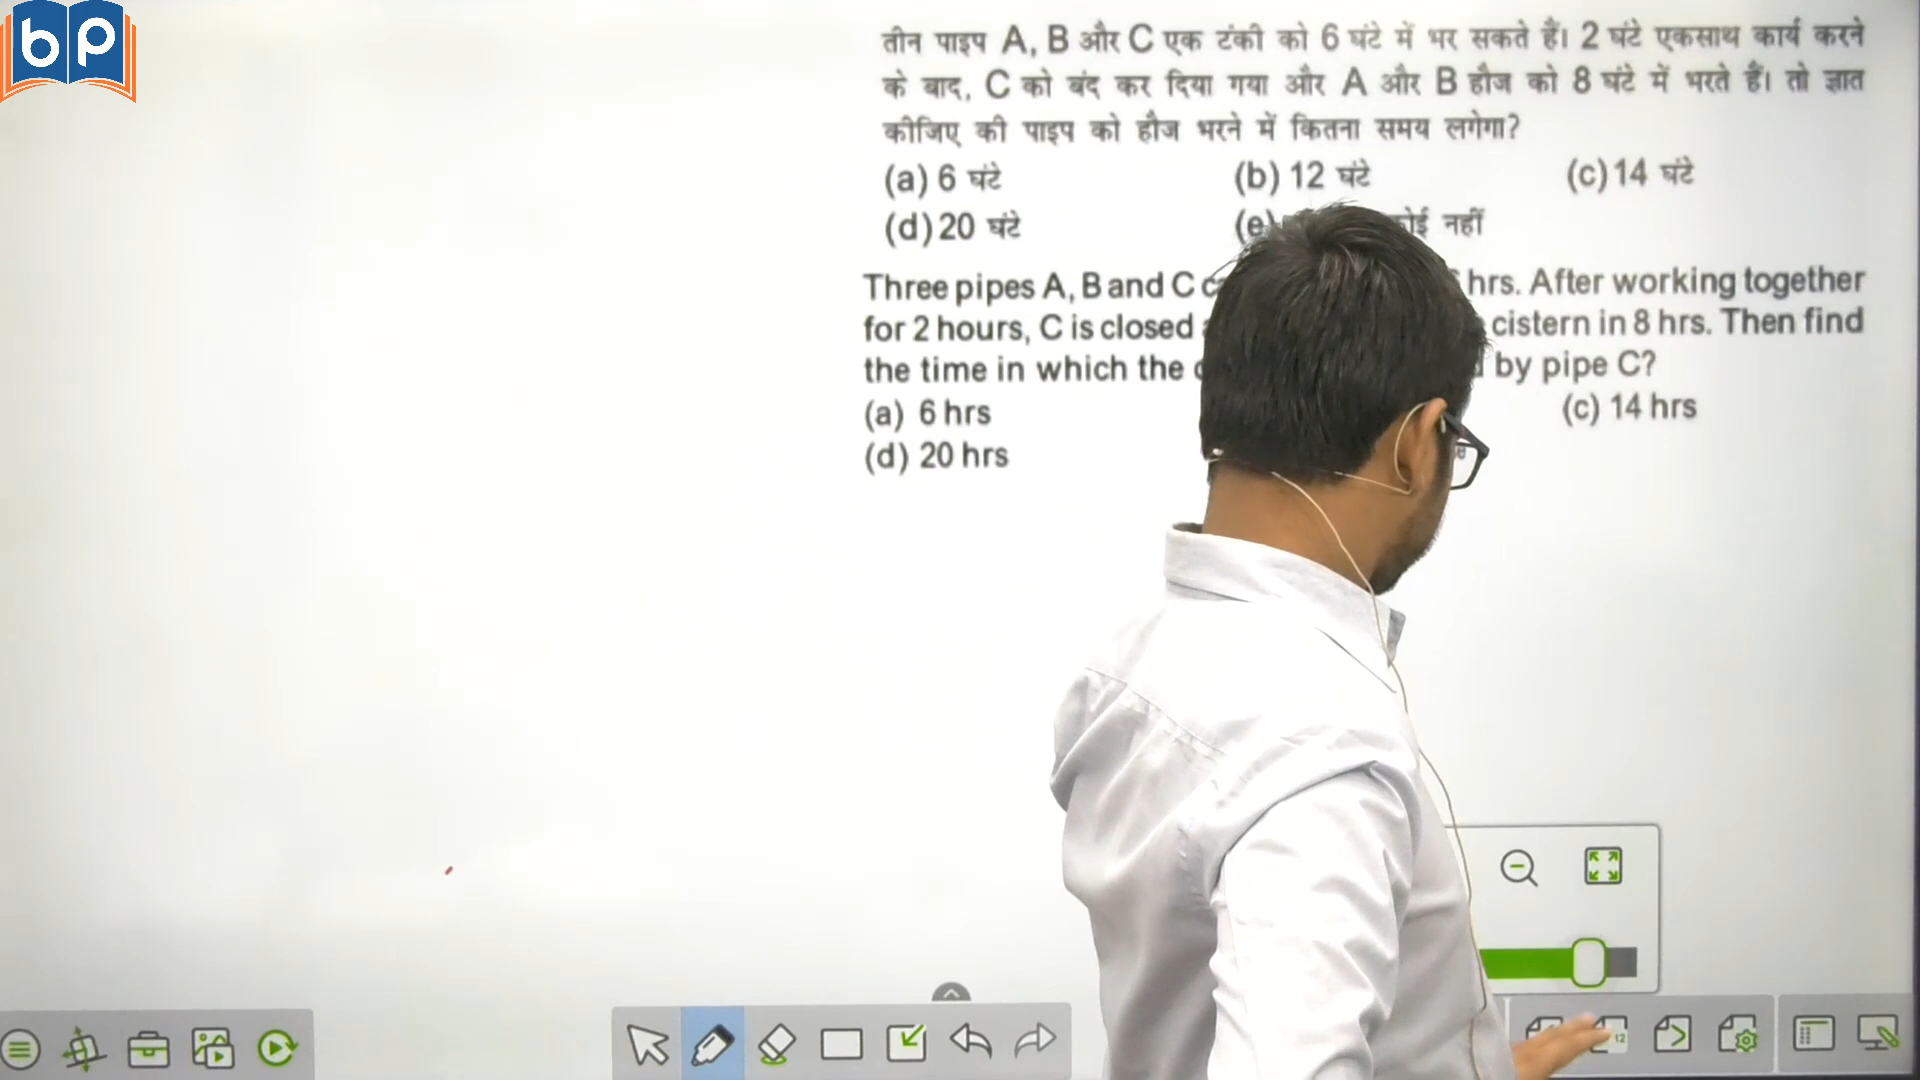 bp
तीन पाइप A, B और C एक टंकी को 6 घंटे में भर सकते हैं। 2 घंटे एकसाथ कार्य करने
के बाद, C को बंद कर दिया गया और A और B हौज को 8 घंटे में भरते हैं। तो ज्ञात
कीजिए की पाइप को हौज भरने में कितना समय लगेगा?
(a) 6 घंटे (b) 12 घंटे (c) 14 घंटे
(d) 20 घंटे (e) नहीं
Three pipes A, B and C hrs. After working together
for 2 hours, C is closed cistern in 8 hrs. Then find
the time in which the by pipe C?
(a) 6 hrs (c) 14 hrs
(d) 20 hrs
12